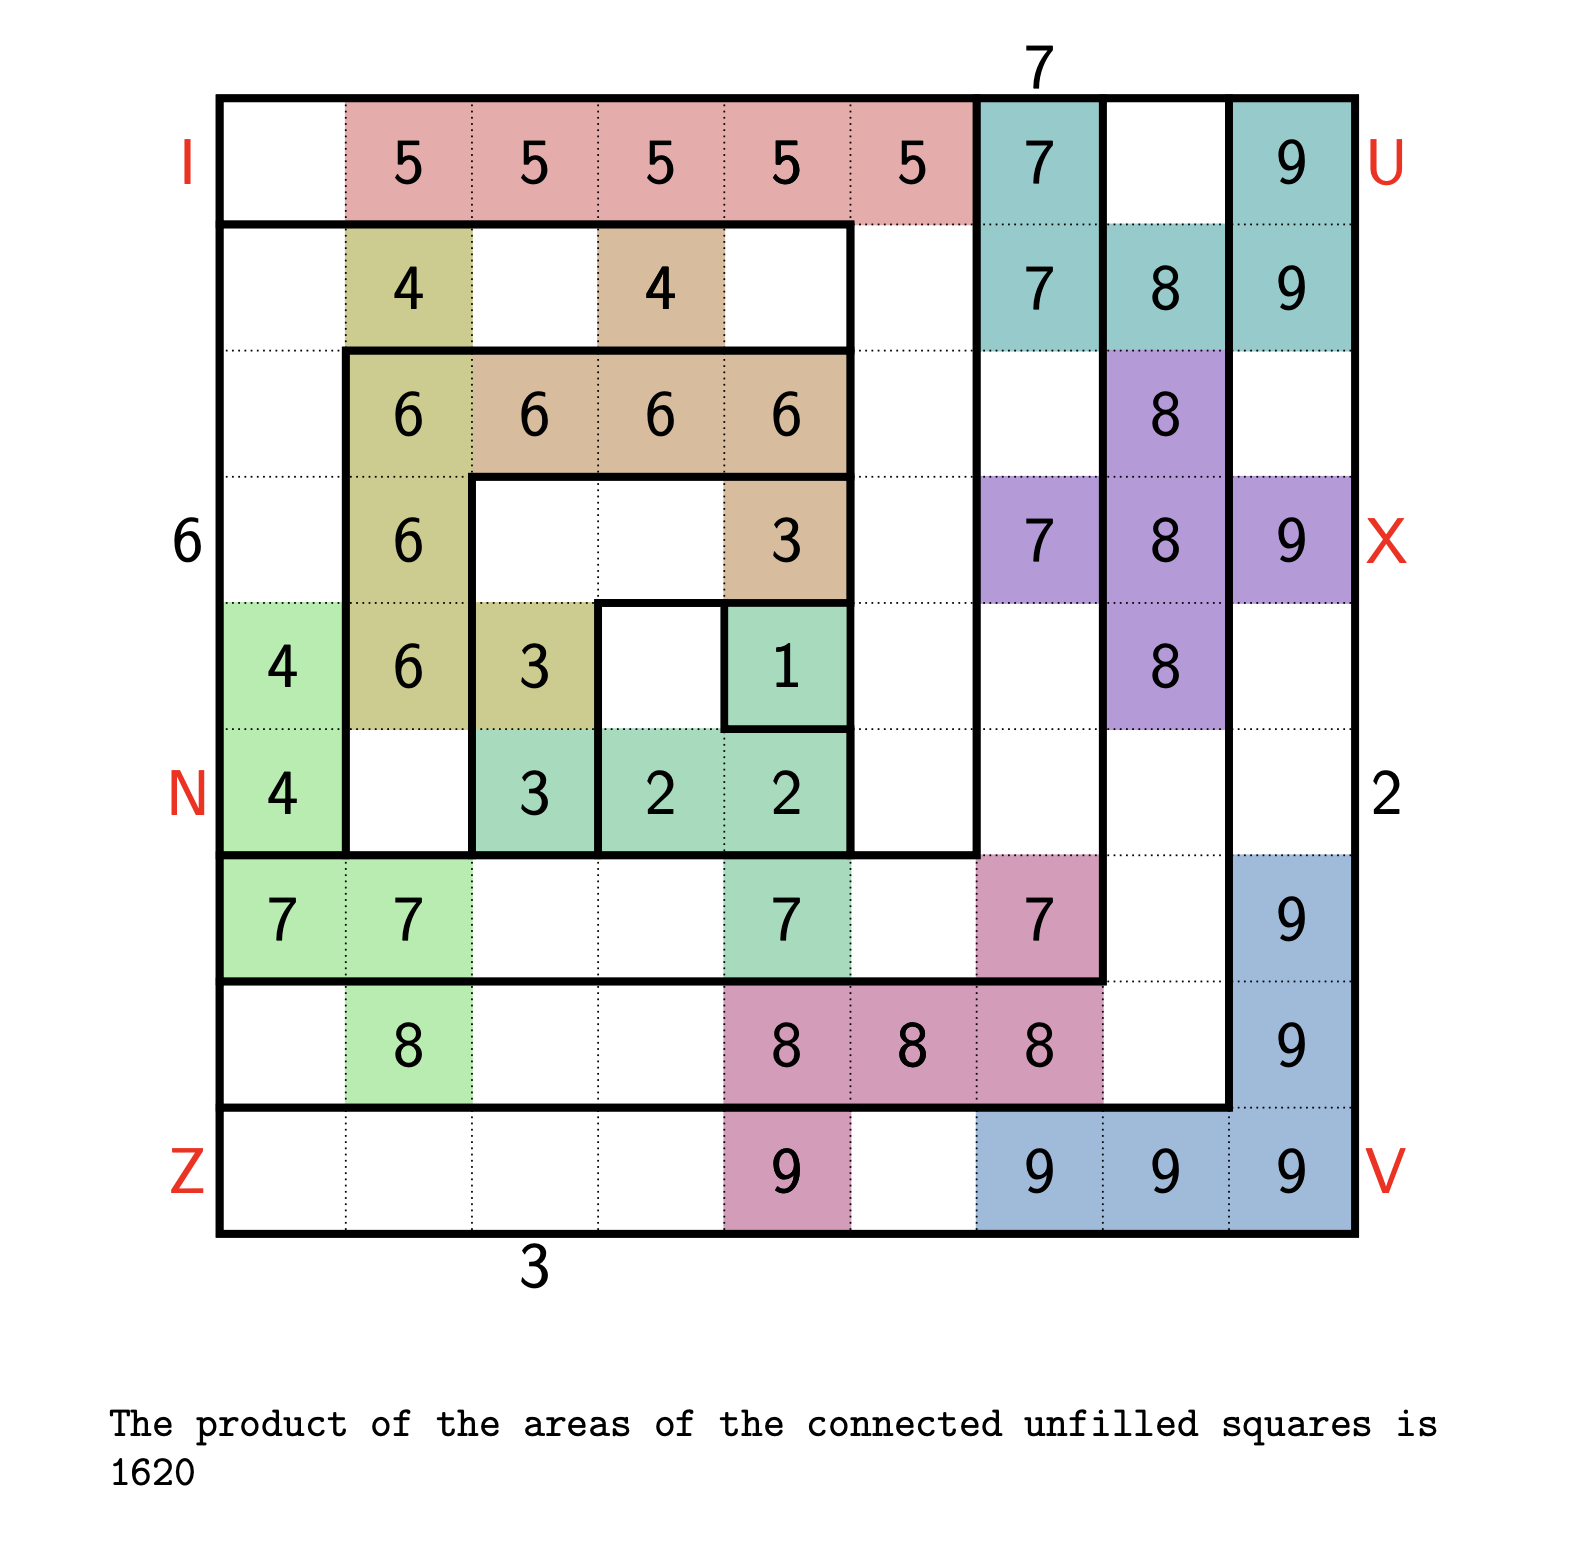 7
I 5 5 5 5 5 7 9 U
4 4 7 8 9
6 6 6 6 8
6 6 3 7 8 9 X
4 6 3 1 8
N 4 3 2 2 2
7 7 7 7 9
8 8 8 8 9
Z 9 9 9 9 V
3
The product of the areas of the connected unfilled squares is
1620